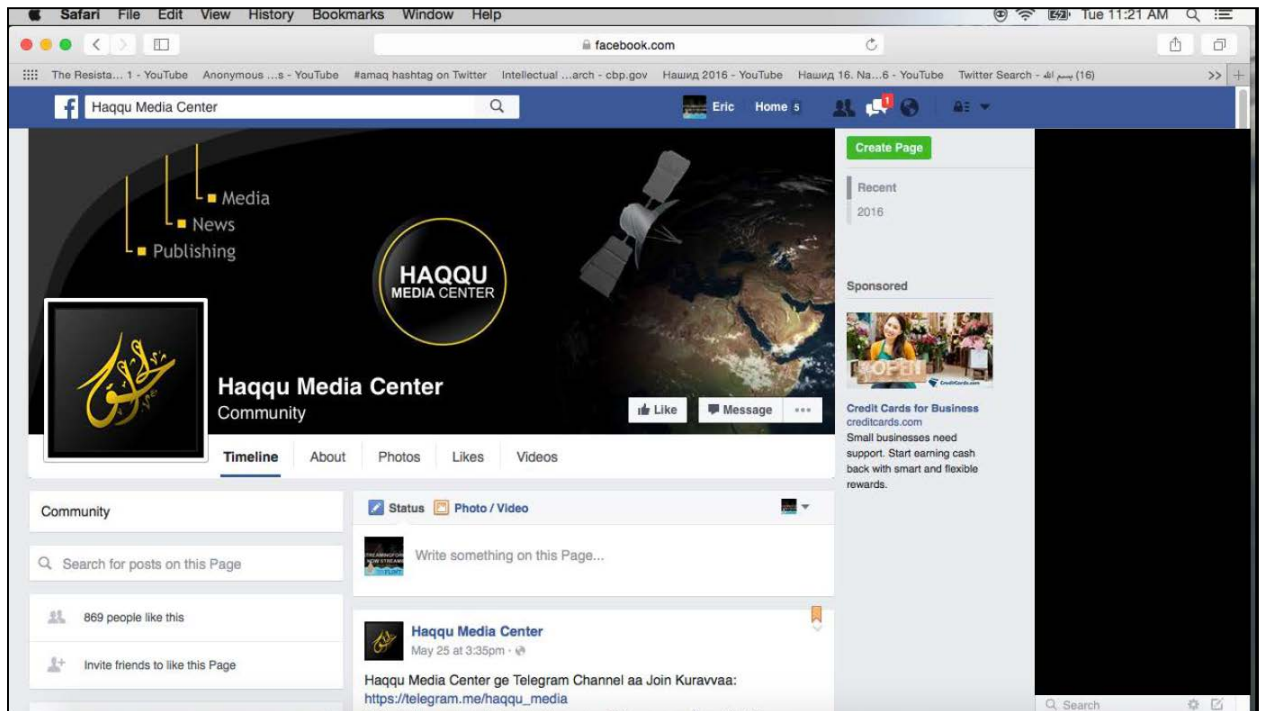 Safari File Edit View History Bookmarks Window Help Tue 11:21 AM
facebook.com
The Resista... 1 - YouTube Anonymous ...s - YouTube #amaq hashtag on Twitter Intellectual ...arch - cbp.gov Нашид 2016 - YouTube Нашид 16. Na...6 - YouTube Twitter Search - بسم الله (16) >> +
f Haqqu Media Center Eric Home 5 1
Media
News
Publishing
HAQQU
MEDIA CENTER
Haqqu Media Center
Community
Like Message ...
Timeline About Photos Likes Videos
Create Page
Recent
2016
Sponsored
OPEN
CreditCards.com
Credit Cards for Business
creditcards.com
Small businesses need
support. Start earning cash
back with smart and flexible
rewards.
Community
Search for posts on this Page
869 people like this
Invite friends to like this Page
Status Photo / Video
Write something on this Page...
Haqqu Media Center
May 25 at 3:35pm ·
Haqqu Media Center ge Telegram Channel aa Join Kuravvaa:
https://telegram.me/haqqu_media
Search